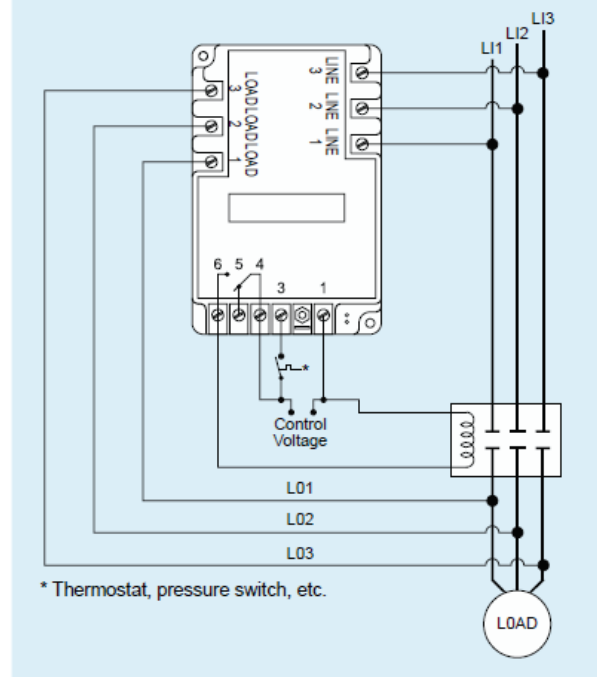 LI3
LI2
LI1
3 LINE
2 LINE
1 LINE
LOAD 3
LOAD 2
LOAD 1
6 5 4
3 1
*
Control
Voltage
L01
L02
L03
* Thermostat, pressure switch, etc.
L0AD